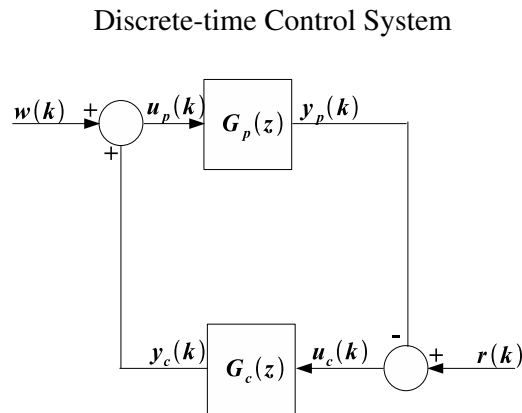 Discrete-time Control System
w(k)
+
+
u_p(k)
G_p(z)
y_p(k)
y_c(k)
G_c(z)
u_c(k)
-
+
r(k)